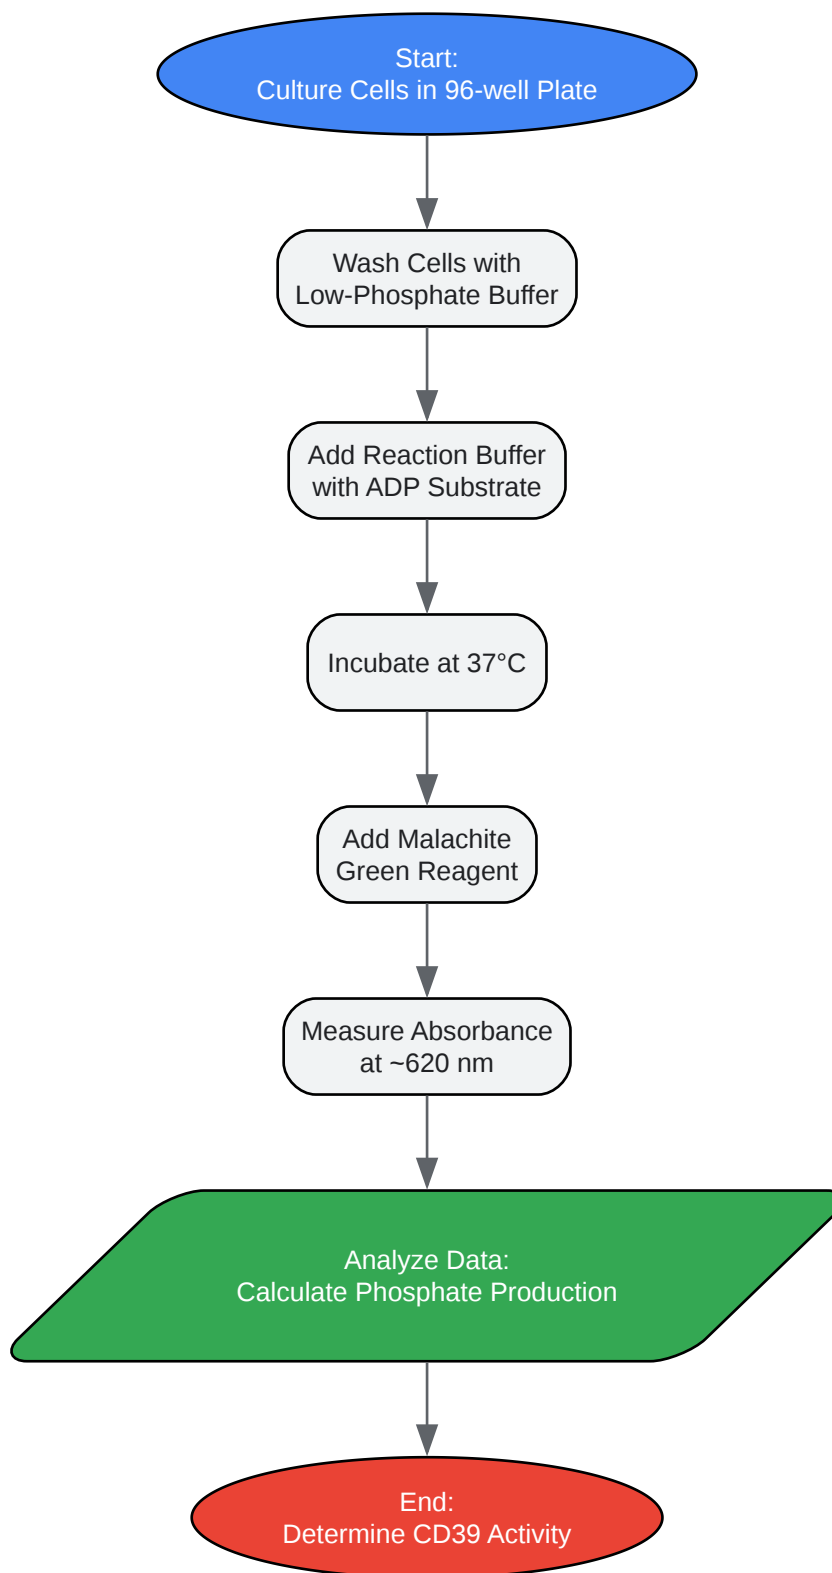 Start:
Culture Cells in 96-well Plate
Wash Cells with
Low-Phosphate Buffer
Add Reaction Buffer
with ADP Substrate
Incubate at 37°C
Add Malachite
Green Reagent
Measure Absorbance
at ~620 nm
Analyze Data:
Calculate Phosphate Production
End:
Determine CD39 Activity